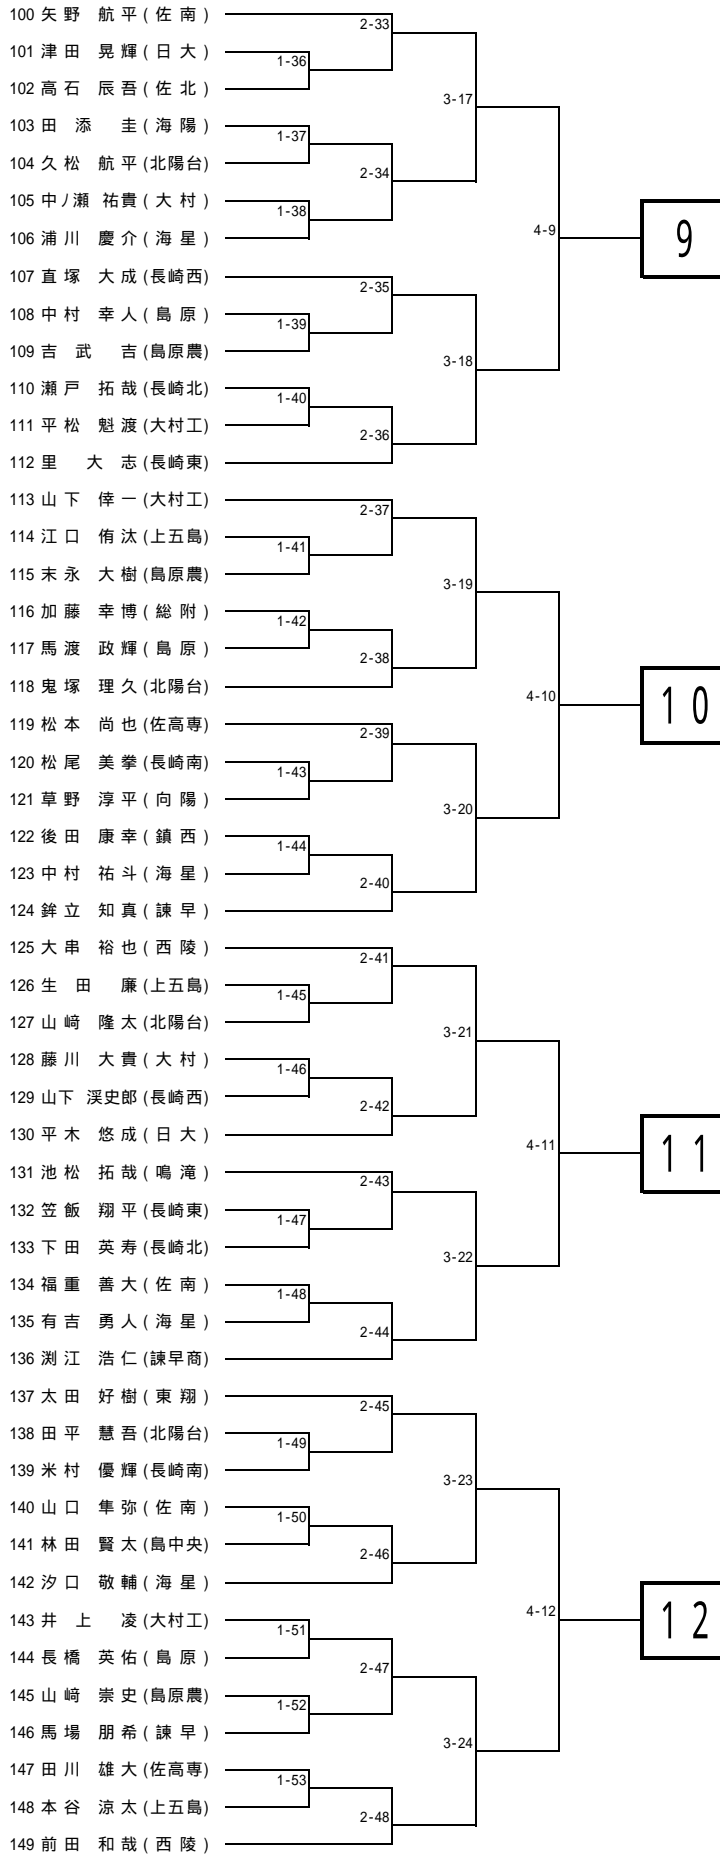 100 矢野 航平(佐南)
2-33
101 津田 晃輝(日大)
1-36
102 高石 辰吾(佐北)
3-17
103 田添 圭(海陽)
1-37
104 久松 航平(北陽台)
2-34
105 中ノ瀬 祐貴(大村)
1-38
106 浦川 慶介(海星)
4-9
9
107 直塚 大成(長崎西)
2-35
108 中村 幸人(島原)
1-39
109 吉武 吉(島原農)
3-18
110 瀬戸 拓哉(長崎北)
1-40
111 平松 魁渡(大村工)
2-36
112 里 大志(長崎東)
113 山下 倖一(大村工)
2-37
114 江口 侑汰(上五島)
1-41
115 末永 大樹(島原農)
3-19
116 加藤 幸博(総附)
1-42
117 馬渡 政輝(島原)
2-38
118 鬼塚 理久(北陽台)
4-10
10
119 松本 尚也(佐高専)
2-39
120 松尾 美拳(長崎南)
1-43
121 草野 淳平(向陽)
3-20
122 後田 康幸(鎮西)
1-44
123 中村 祐斗(海星)
2-40
124 鉾立 知真(諫早)
125 大串 裕也(西陵)
2-41
126 生田 廉(上五島)
1-45
127 山﨑 隆太(北陽台)
3-21
128 藤川 大貴(大村)
1-46
129 山下 渓史郎(長崎西)
2-42
130 平木 悠成(日大)
4-11
11
131 池松 拓哉(鳴滝)
2-43
132 笠飯 翔平(長崎東)
1-47
133 下田 英寿(長崎北)
3-22
134 福重 善大(佐南)
1-48
135 有吉 勇人(海星)
2-44
136 渕江 浩仁(諫早商)
137 太田 好樹(東翔)
2-45
138 田平 慧吾(北陽台)
1-49
139 米村 優輝(長崎南)
3-23
140 山口 隼弥(佐南)
1-50
141 林田 賢太(島中央)
2-46
142 汐口 敬輔(海星)
4-12
12
143 井上 凌(大村工)
1-51
144 長橋 英佑(島原)
2-47
145 山﨑 崇史(島原農)
1-52
146 馬場 朋希(諫早)
3-24
147 田川 雄大(佐高専)
1-53
148 本谷 涼太(上五島)
2-48
149 前田 和哉(西陵)